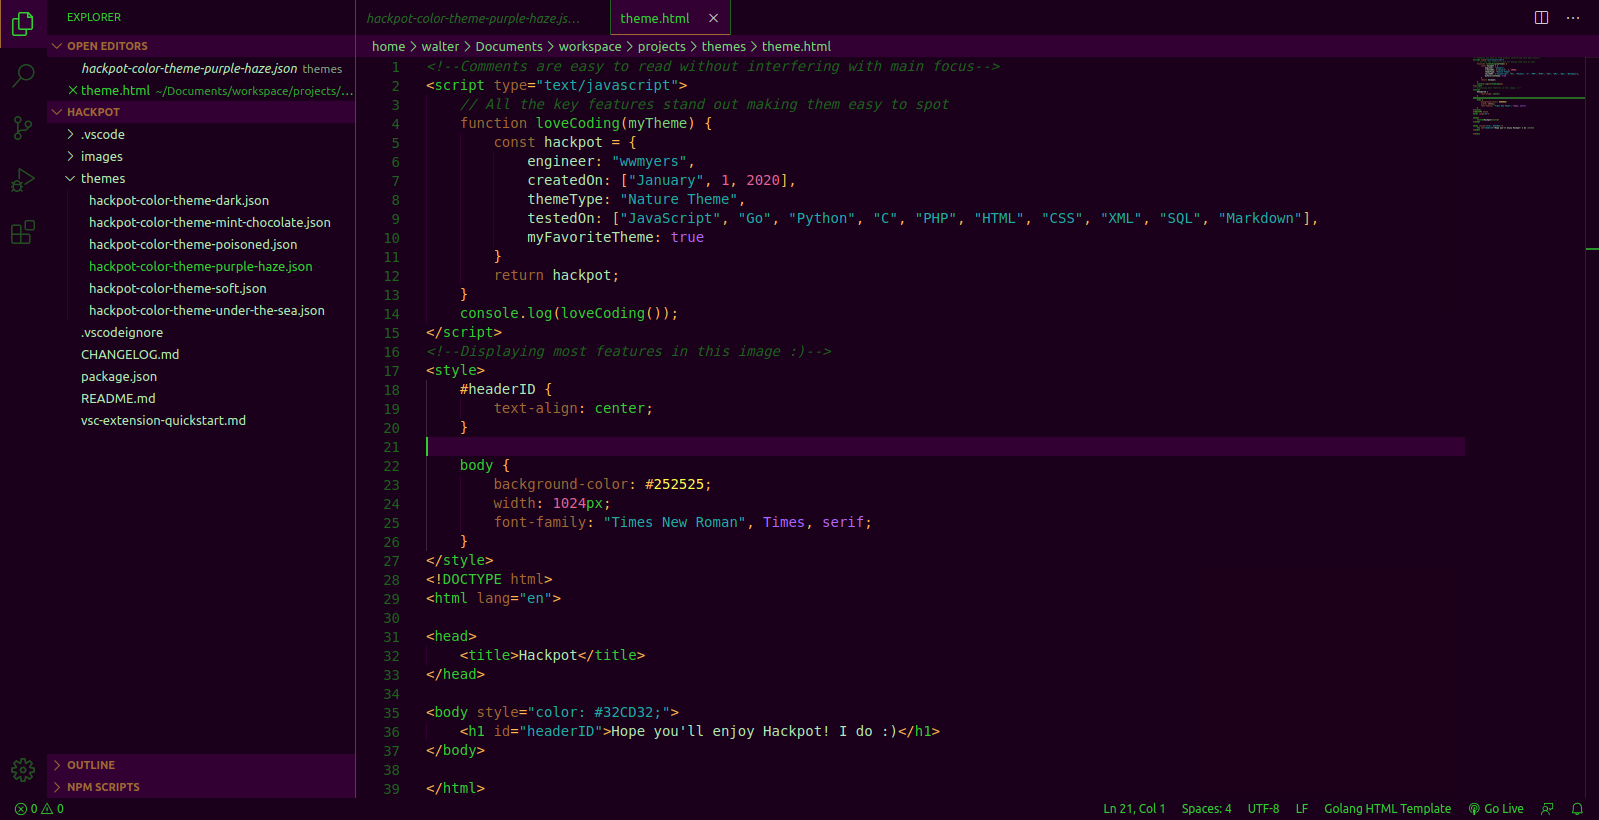 EXPLORER
OPEN EDITORS
hackpot-color-theme-purple-haze.json themes
theme.html ~/Documents/workspace/projects/...
HACKPOT
.vscode
images
themes
hackpot-color-theme-dark.json
hackpot-color-theme-mint-chocolate.json
hackpot-color-theme-poisoned.json
hackpot-color-theme-purple-haze.json
hackpot-color-theme-soft.json
hackpot-color-theme-under-the-sea.json
.vscodeignore
CHANGELOG.md
package.json
README.md
vsc-extension-quickstart.md
OUTLINE
NPM SCRIPTS
hackpot-color-theme-purple-haze.js... theme.html
home > walter > Documents > workspace > projects > themes > theme.html
1 <!--Comments are easy to read without interfering with main focus-->
2 <script type="text/javascript">
3     // All the key features stand out making them easy to spot
4     function loveCoding(myTheme) {
5         const hackpot = {
6             engineer: "wwmyers",
7             createdOn: ["January", 1, 2020],
8             themeType: "Nature Theme",
9             testedOn: ["JavaScript", "Go", "Python", "C", "PHP", "HTML", "CSS", "XML", "SQL", "Markdown"],
10             myFavoriteTheme: true
11         }
12         return hackpot;
13     }
14     console.log(loveCoding());
15 </script>
16 <!--Displaying most features in this image :)-->
17 <style>
18     #headerID {
19         text-align: center;
20     }
21
22     body {
23         background-color: #252525;
24         width: 1024px;
25         font-family: "Times New Roman", Times, serif;
26     }
27 </style>
28 <!DOCTYPE html>
29 <html lang="en">
30
31 <head>
32     <title>Hackpot</title>
33 </head>
34
35 <body style="color: #32CD32;">
36     <h1 id="headerID">Hope you'll enjoy Hackpot! I do :)</h1>
37 </body>
38
39 </html>
0 0 Ln 21, Col 1 Spaces: 4 UTF-8 LF Golang HTML Template Go Live